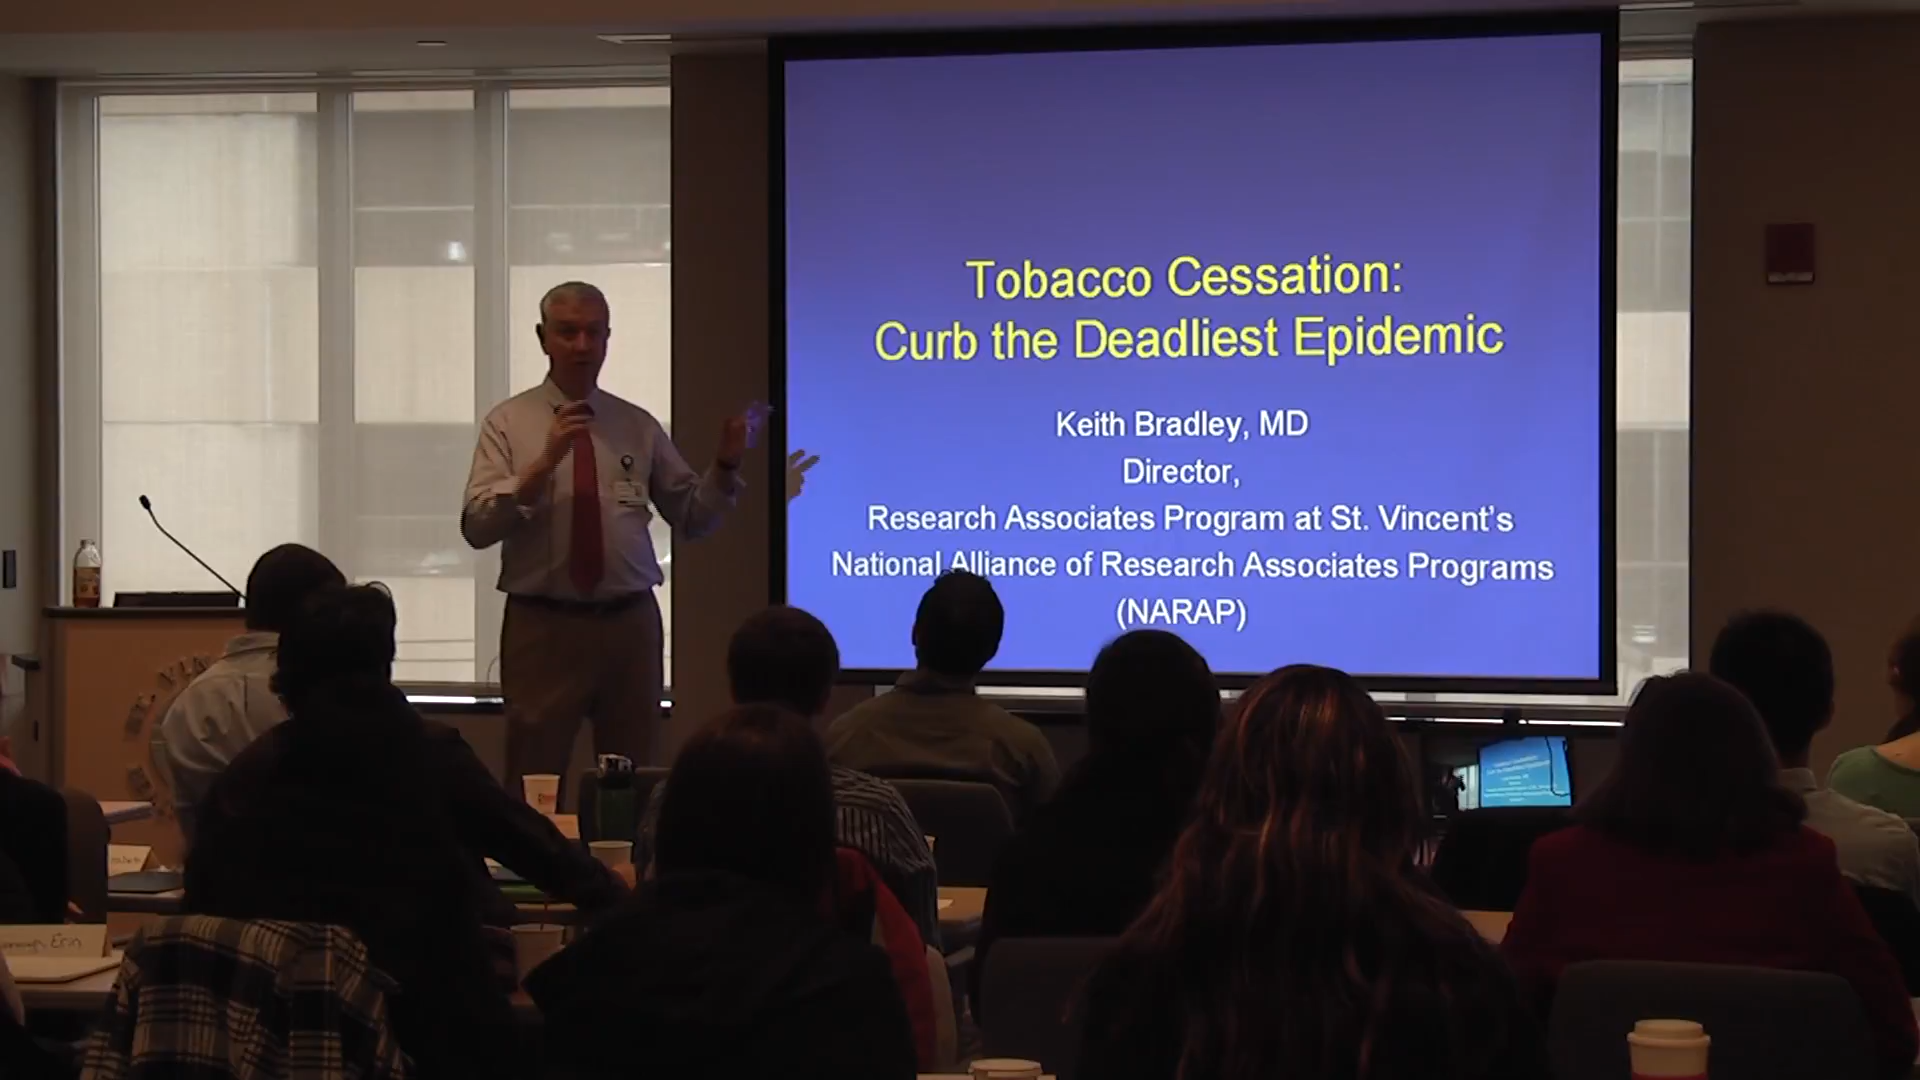 Tobacco Cessation:
Curb the Deadliest Epidemic
Keith Bradley, MD
Director,
Research Associates Program at St. Vincent's
National Alliance of Research Associates Programs
(NARAP)
Erin